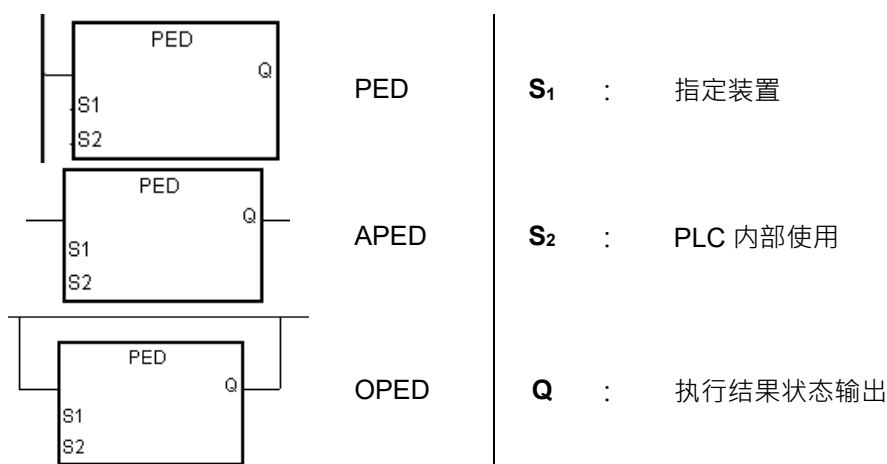 PED
Q
S1
S2
PED
S₁ : 指定装置
PED
Q
S1
S2
APED
S₂ : PLC 内部使用
PED
Q
S1
S2
OPED
Q : 执行结果状态输出